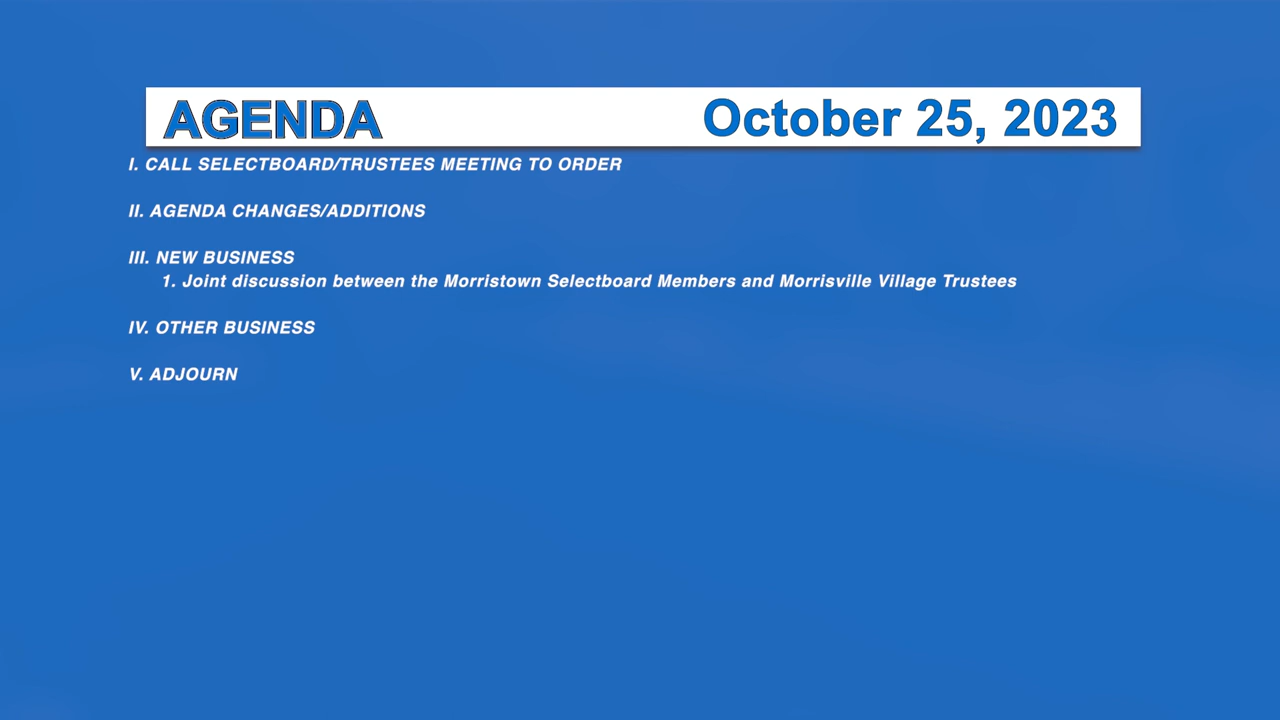 AGENDA October 25, 2023
I. CALL SELECTBOARD/TRUSTEES MEETING TO ORDER
II. AGENDA CHANGES/ADDITIONS
III. NEW BUSINESS
1. Joint discussion between the Morristown Selectboard Members and Morrisville Village Trustees
IV. OTHER BUSINESS
V. ADJOURN